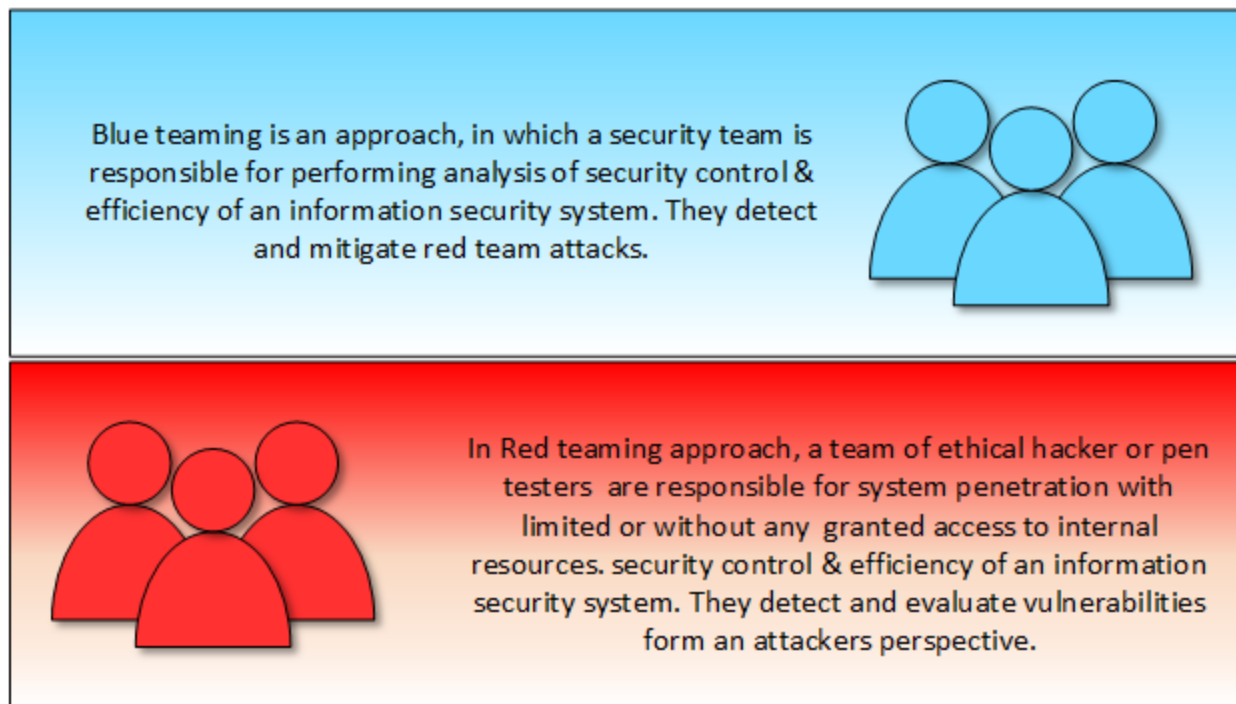 Blue teaming is an approach, in which a security team is
responsible for performing analysis of security control &
efficiency of an information security system. They detect
and mitigate red team attacks.
In Red teaming approach, a team of ethical hacker or pen
testers  are responsible for system penetration with
limited or without any  granted access to internal
resources. security control & efficiency of an information
security system. They detect and evaluate vulnerabilities
form an attackers perspective.